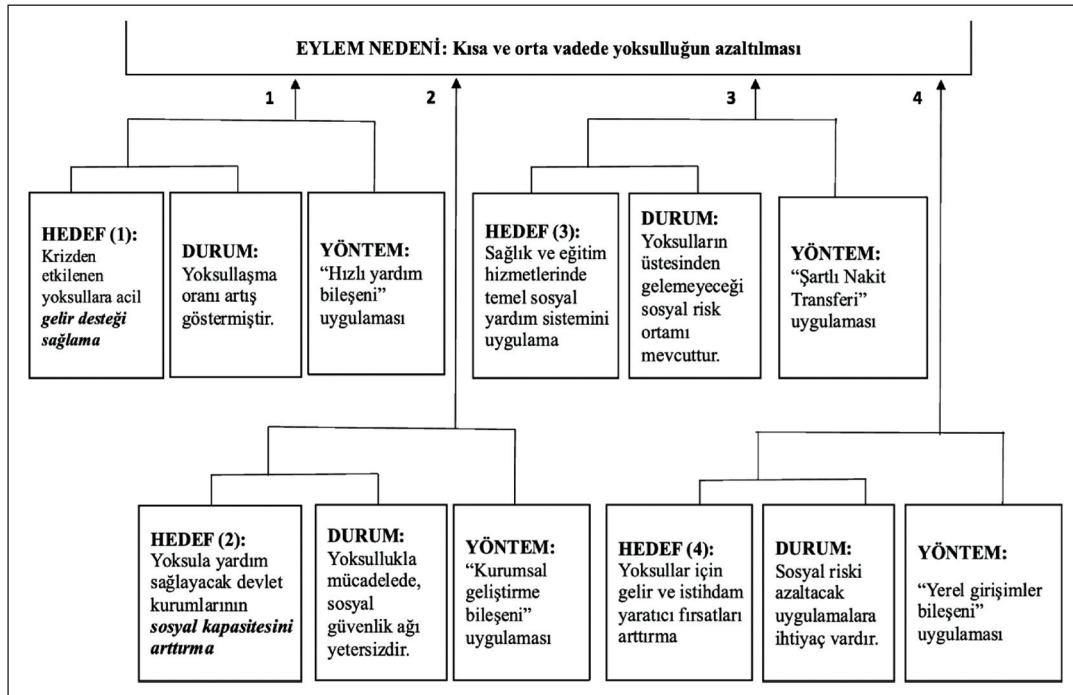 EYLEM NEDENİ: Kısa ve orta vadede yoksulluğun azaltılması
1
2
3
4
HEDEF (1):
Krizden
etkilenen
yoksullara acil
gelir desteği
sağlama
DURUM:
Yoksullaşma
oranı artış
göstermiştir.
YÖNTEM:
“Hızlı yardım
bileşeni”
uygulaması
HEDEF (3):
Sağlık ve eğitim
hizmetlerinde
temel sosyal
yardım sistemini
uygulama
DURUM:
Yoksulların
üstesinden
gelemeyeceği
sosyal risk
ortamı
mevcuttur.
YÖNTEM:
“Şartlı Nakit
Transferi”
uygulaması
HEDEF (2):
Yoksula yardım
sağlayacak devlet
kurumlarının
sosyal kapasitesini
arttırma
DURUM:
Yoksullukla
mücadelede,
sosyal
güvenlik ağı
yetersizdir.
YÖNTEM:
“Kurumsal
geliştirme
bileşeni”
uygulaması
HEDEF (4):
Yoksullar için
gelir ve istihdam
yaratıcı fırsatları
arttırma
DURUM:
Sosyal riski
azaltacak
uygulamalara
ihtiyaç vardır.
YÖNTEM:
“Yerel girişimler
bileşeni”
uygulaması